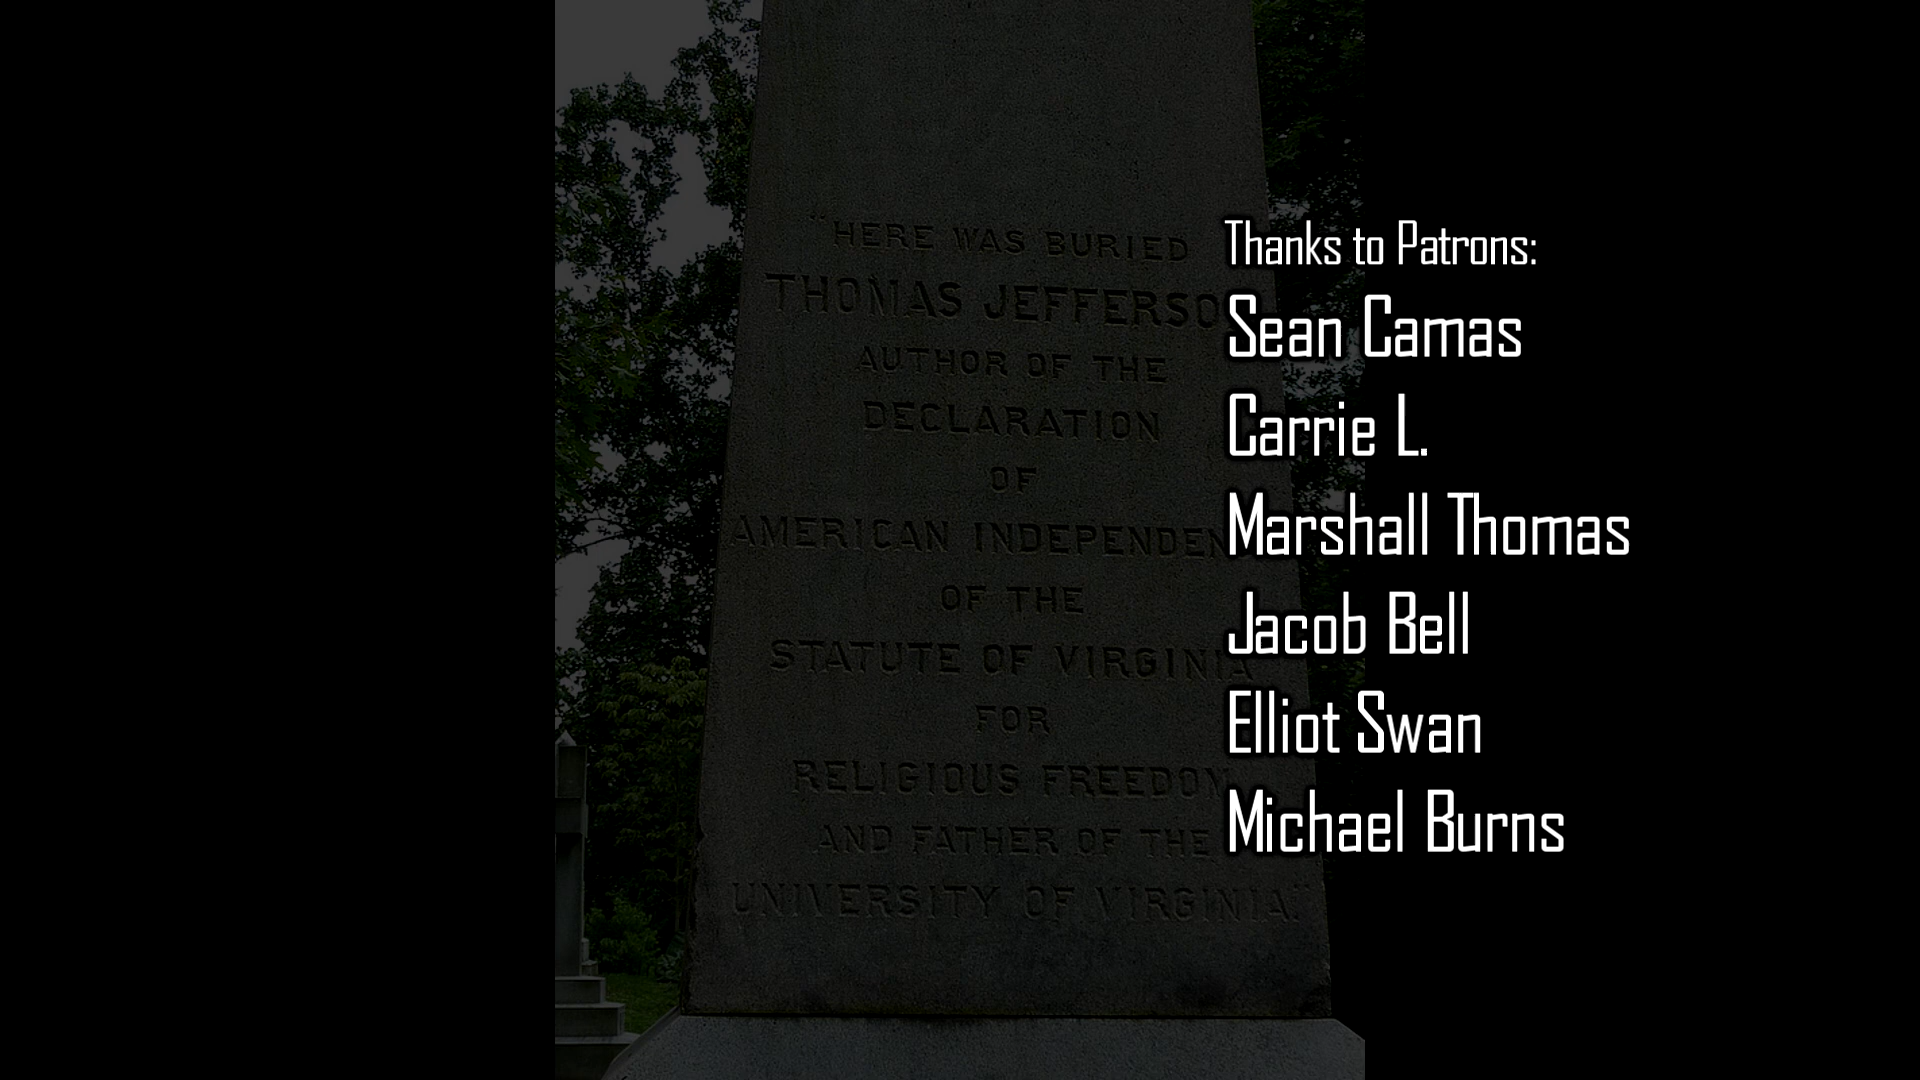 "HERE WAS BURIED
THOMAS JEFFERSO
AUTHOR OF THE
DECLARATION
OF
AMERICAN INDEPENDEN
OF THE
STATUTE OF VIRGINIA
FOR
RELIGIOUS FREEDOM
AND FATHER OF THE
UNIVERSITY OF VIRGINIA."
Thanks to Patrons:
Sean Camas
Carrie L.
Marshall Thomas
Jacob Bell
Elliot Swan
Michael Burns